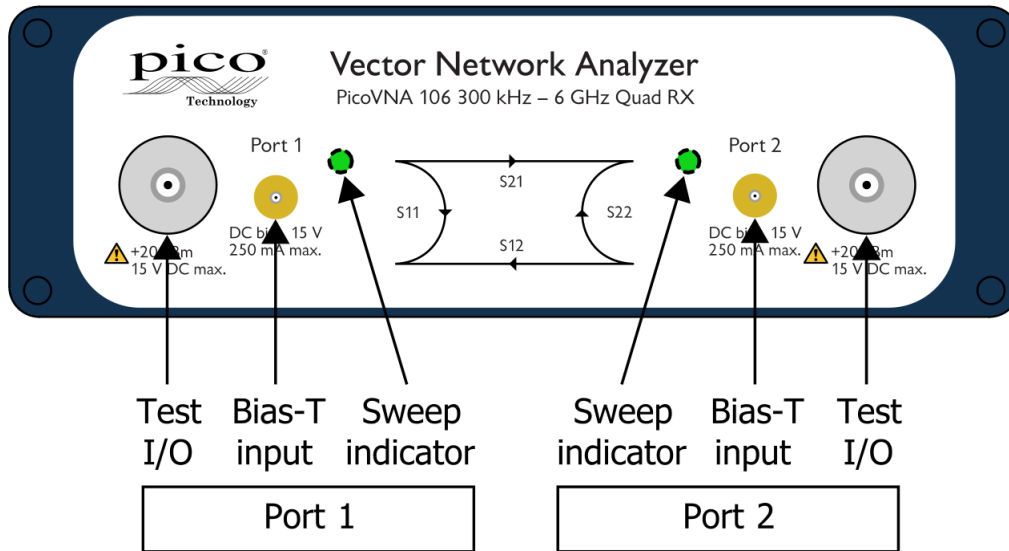 pico®
Technology
Vector Network Analyzer
PicoVNA 106 300 kHz – 6 GHz Quad RX
Port 1
Port 2
S21
S11
S22
S12
DC 15 V
250 mA max.
DC 15 V
250 mA max.
15 V DC max.
15 V DC max.
Test
I/O
Bias-T
input
Sweep
indicator
Sweep
indicator
Bias-T
input
Test
I/O
Port 1
Port 2